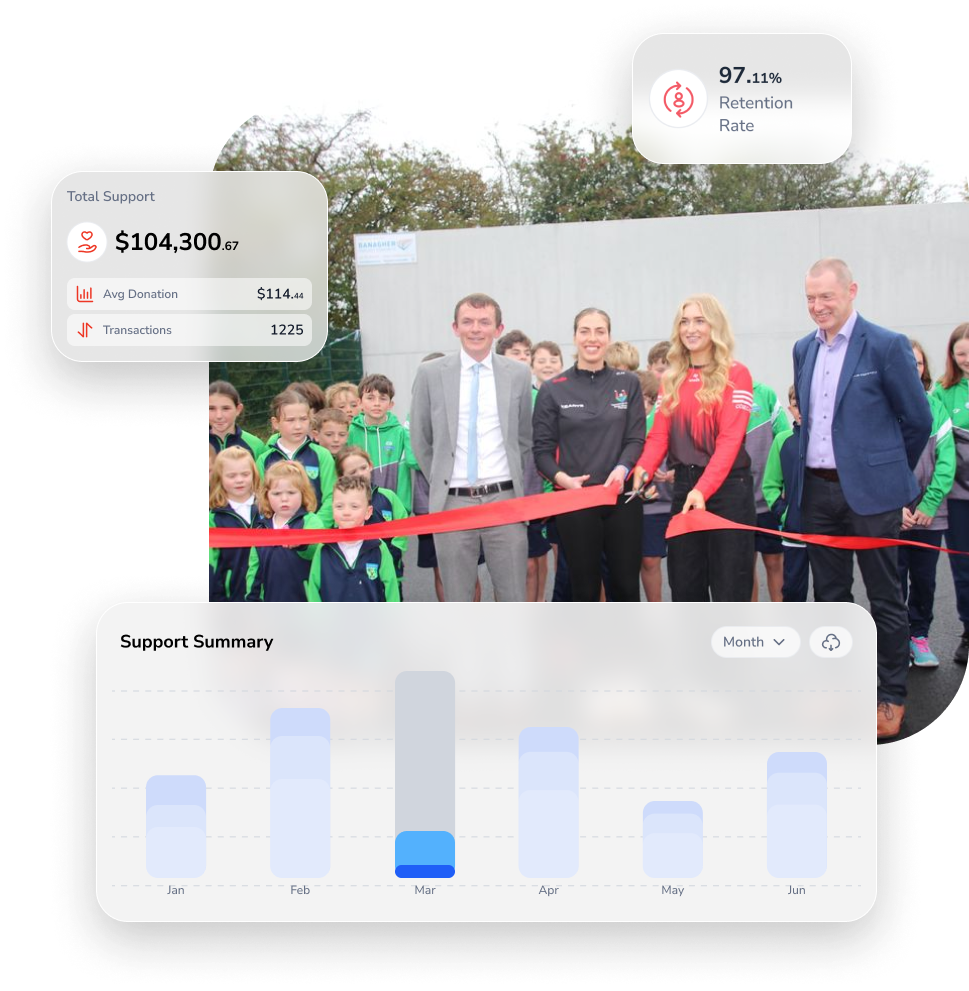 97.11%
Retention
Rate
Total Support
$104,300.67
Avg Donation $114.44
Transactions 1225
Support Summary
Month
Jan Feb Mar Apr May Jun